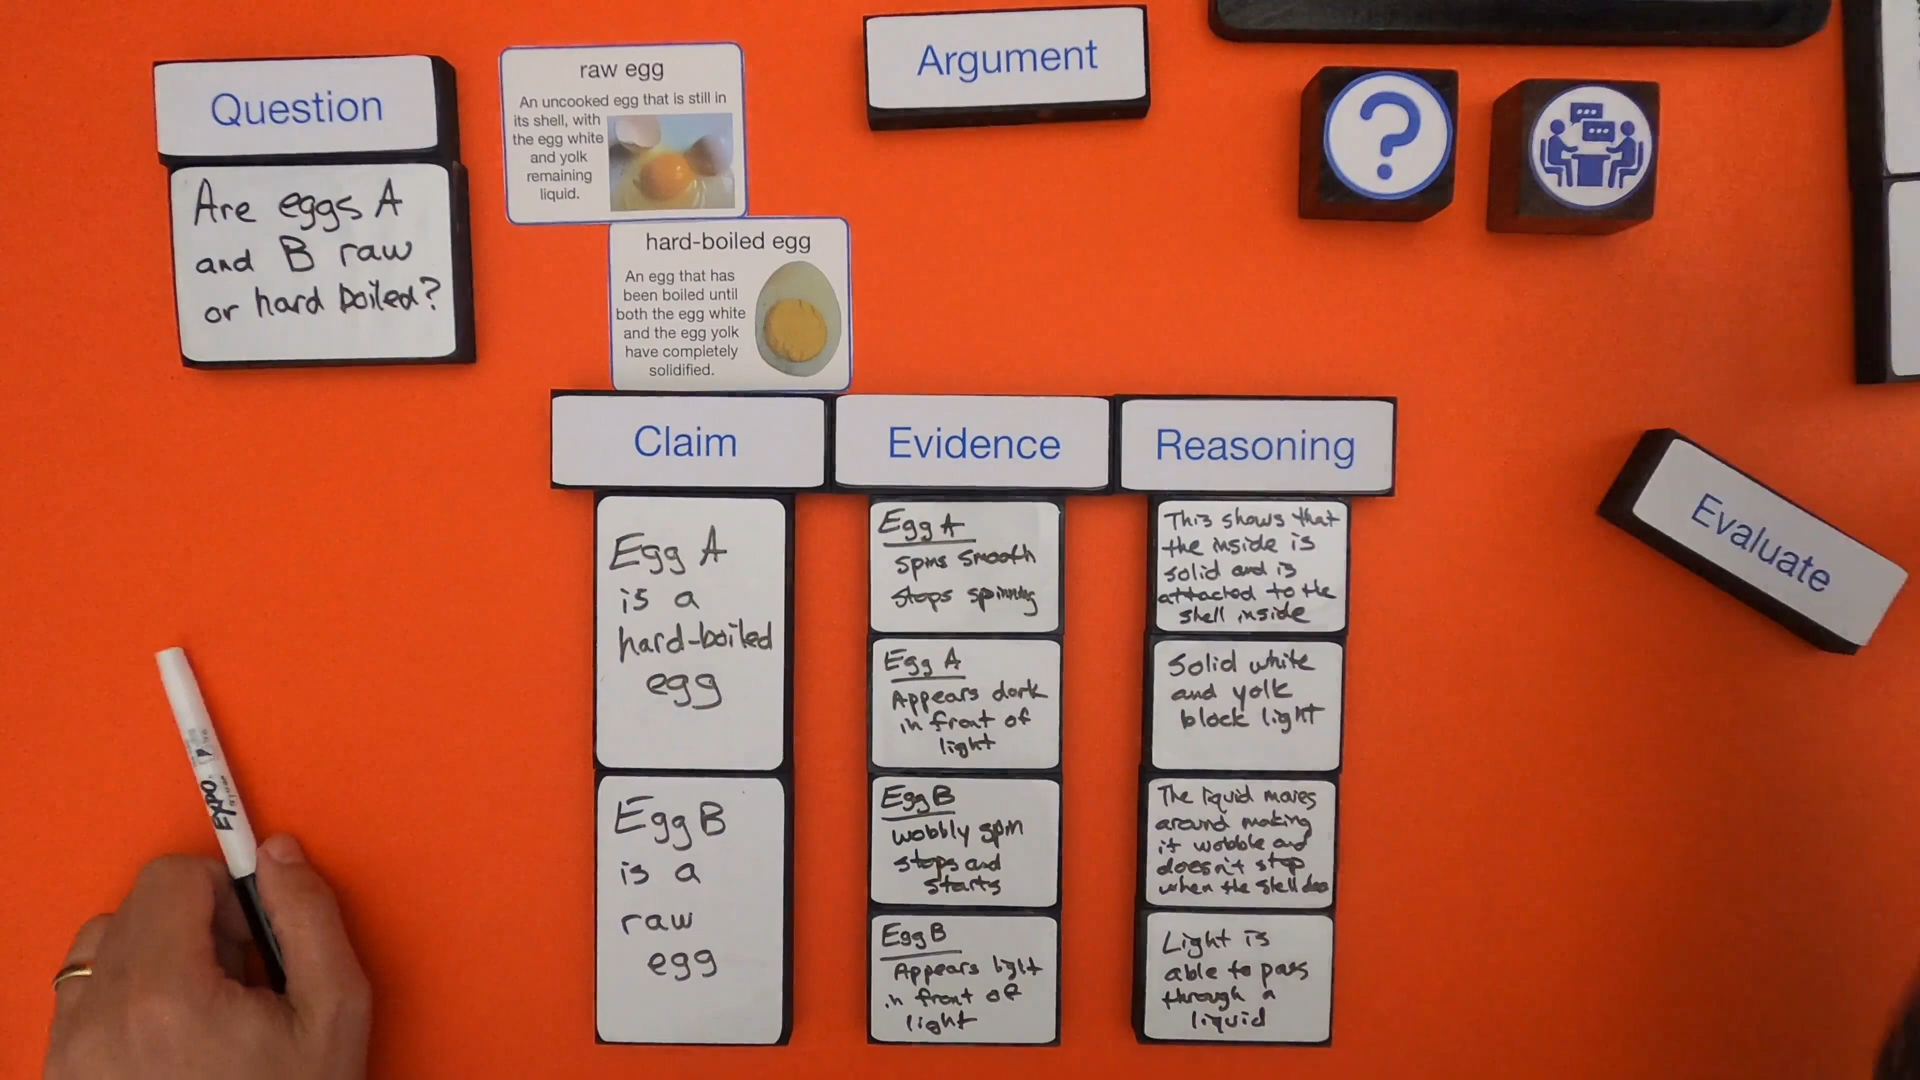 Question
Are eggs A
and B raw
or hard boiled?
raw egg
An uncooked egg that is still in
its shell, with
the egg white
and yolk
remaining
liquid.
hard-boiled egg
An egg that has
been boiled until
both the egg white
and the egg yolk
have completely
solidified.
Argument
Claim
Egg A
is a
hard-boiled
egg
Egg B
is a
raw
egg
Evidence
Egg A
spins smooth
stops spinning
Egg A
Appears dark
in front of
light
Egg B
wobbly spin
stops and
starts
Egg B
Appears light
in front of
light
Reasoning
This shows that
the inside is
solid and is
attached to the
shell inside
Solid white
and yolk
block light
The liquid moves
around making
it wobble and
doesn't stop
when the shell does
Light is
able to pass
through a
liquid
Evaluate
EXPO